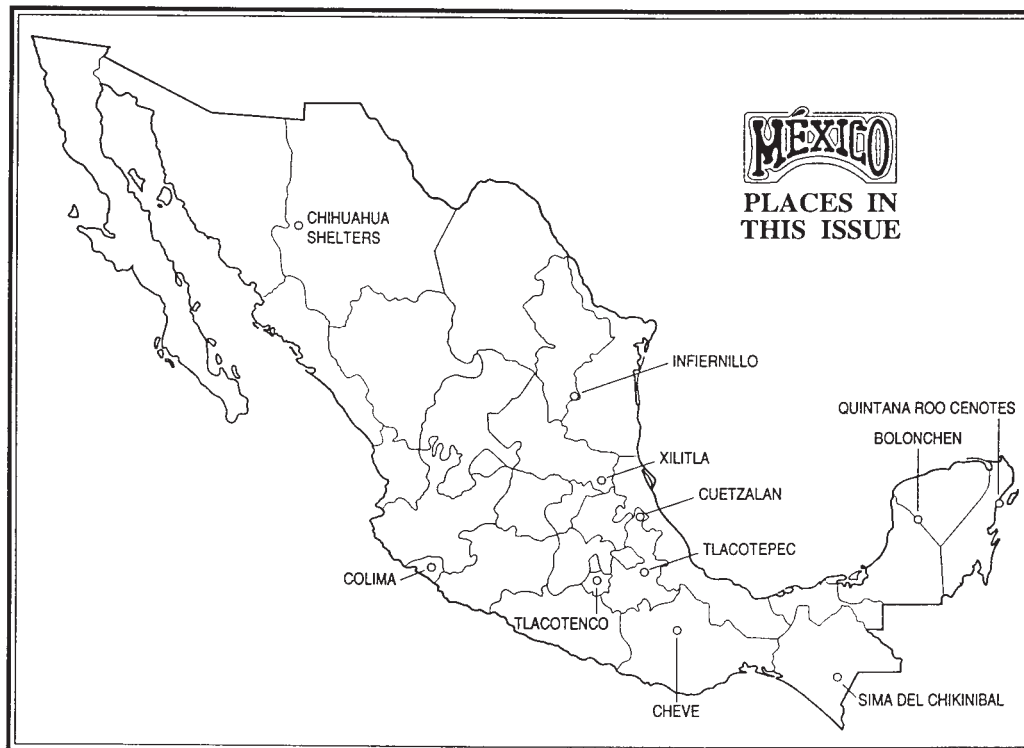 MÉXICO
PLACES IN
THIS ISSUE
CHIHUAHUA
SHELTERS
INFIERNILLO
QUINTANA ROO CENOTES
BOLONCHEN
XILITLA
CUETZALAN
TLACOTEPEC
COLIMA
TLACOTENCO
CHEVE
SIMA DEL CHIKINIBAL